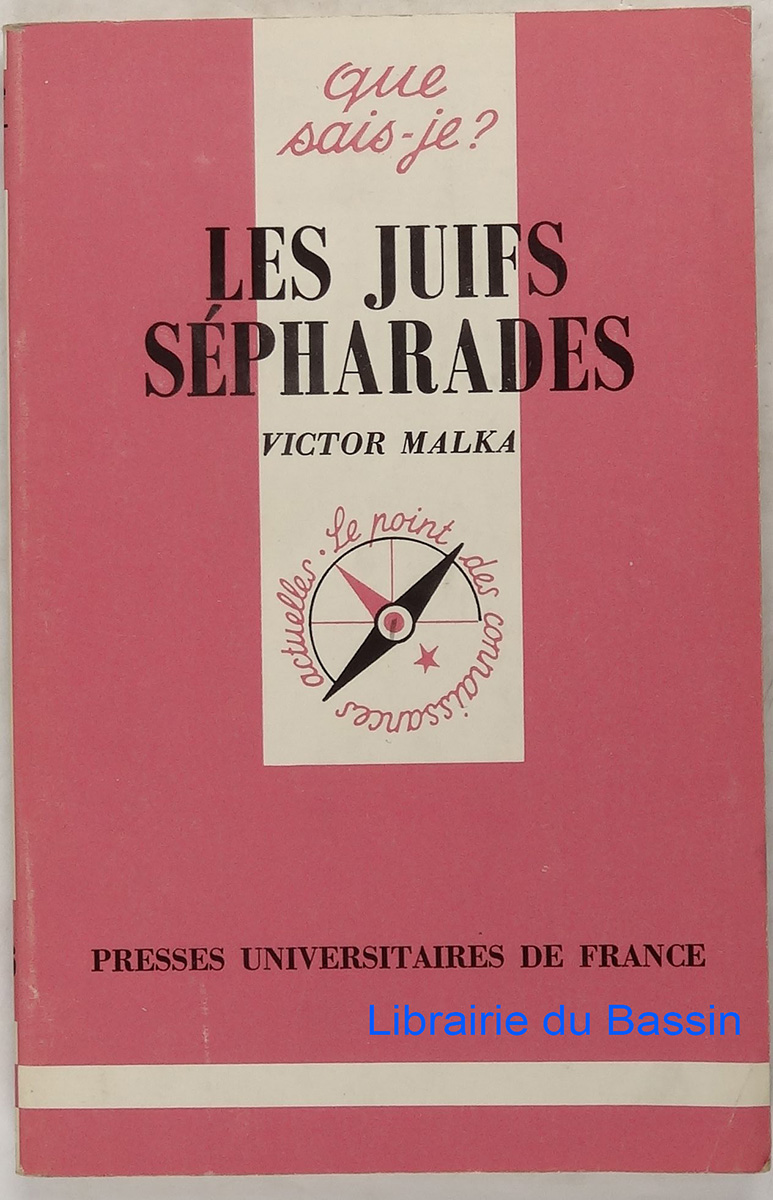 que
sais-je?
LES JUIFS
SÉPHARADES
VICTOR MALKA
Le point des connaissances actuelles.
PRESSES UNIVERSITAIRES DE FRANCE
Librairie du Bassin